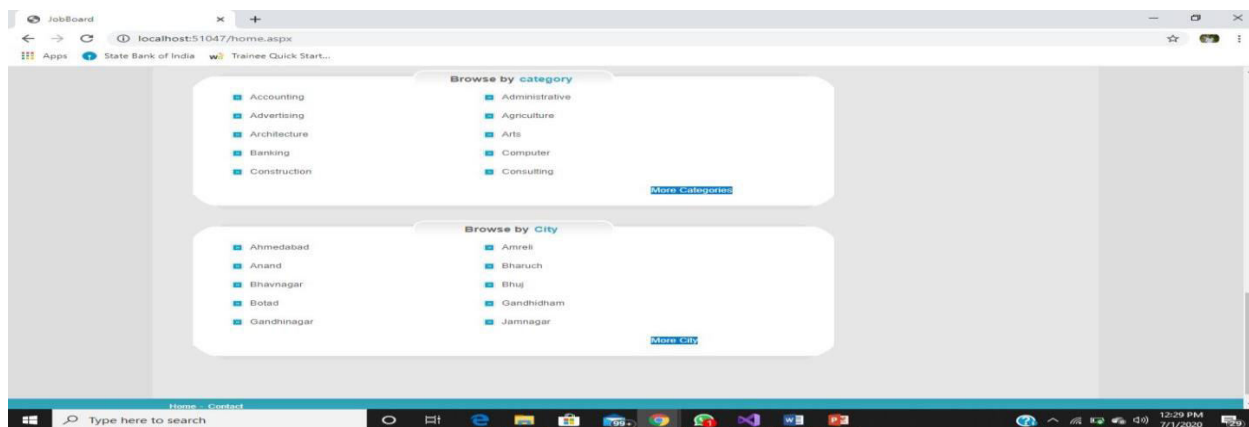 JobBoard
localhost:51047/home.aspx
Apps State Bank of India Trainee Quick Start...
Browse by category
Accounting Administrative
Advertising Agriculture
Architecture Arts
Banking Computer
Construction Consulting
More Categories
Browse by City
Ahmedabad Amreli
Anand Bharuch
Bhavnagar Bhuj
Botad Gandhidham
Gandhinagar Jamnagar
More City
Home - Contact
Type here to search 99+ 12:29 PM
7/1/2020